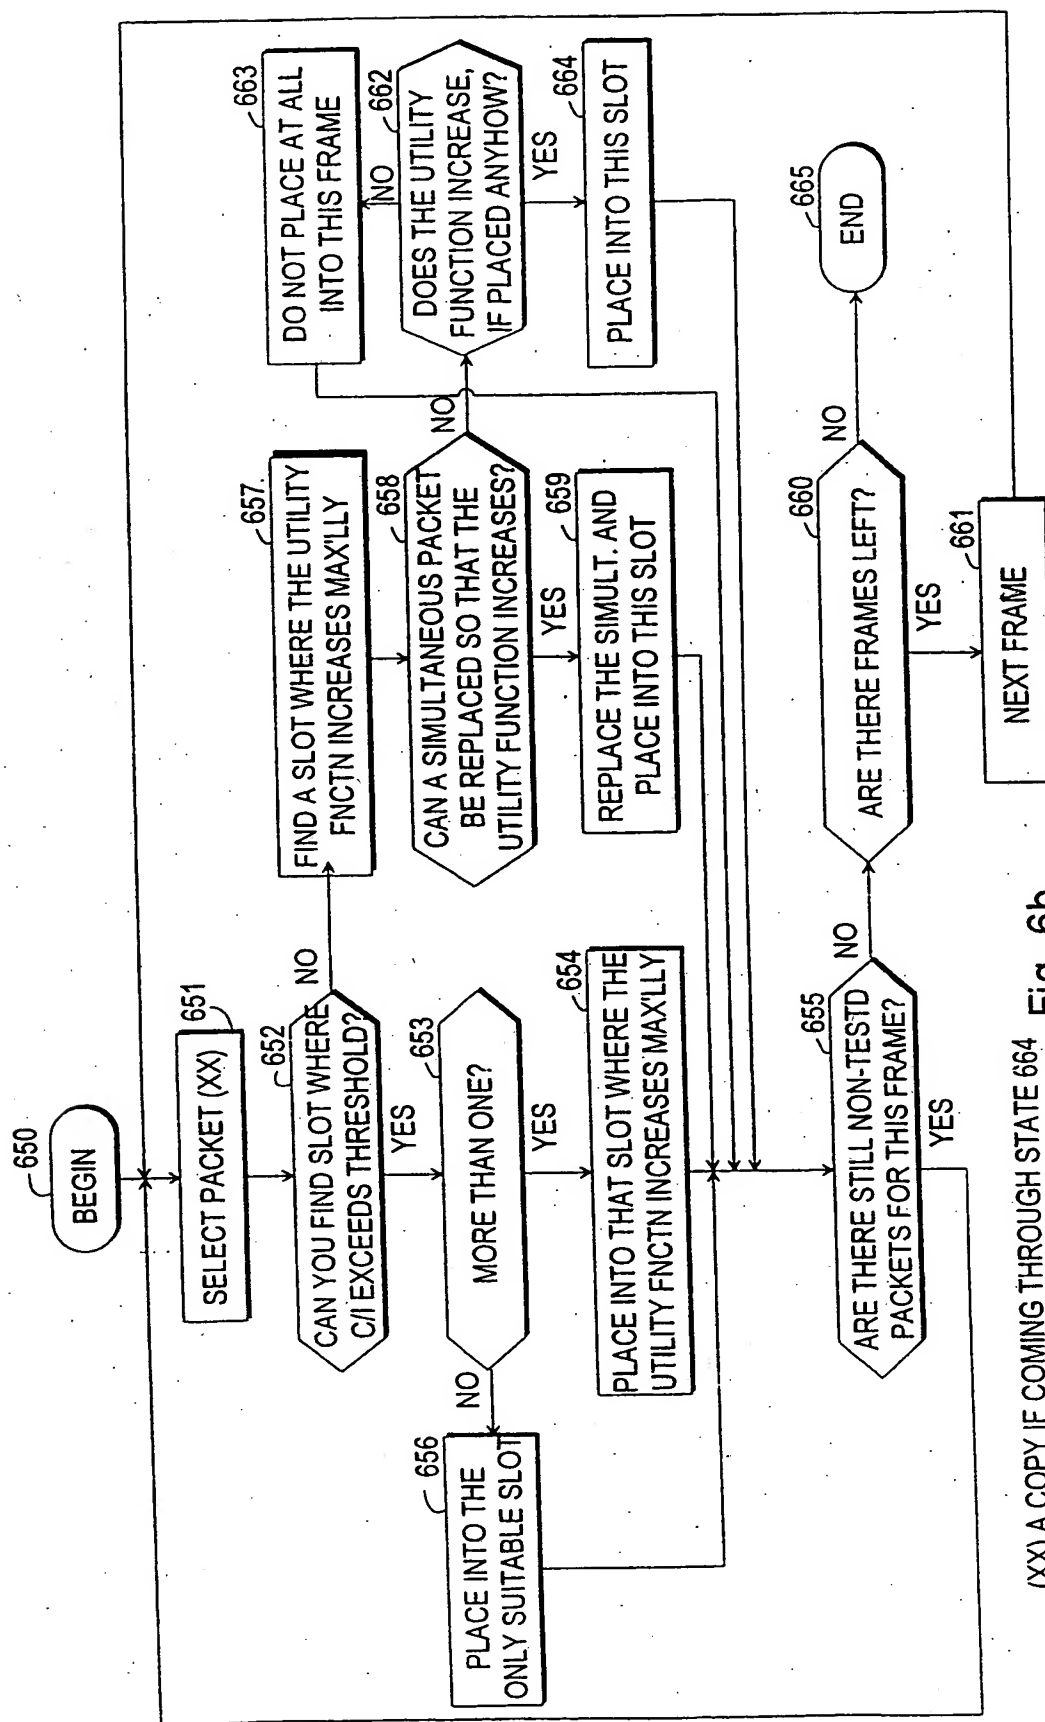 650
BEGIN
651
SELECT PACKET (XX)
652
CAN YOU FIND SLOT WHERE
C/I EXCEEDS THRESHOLD?
NO
YES
653
MORE THAN ONE?
NO
YES
656
PLACE INTO THE
ONLY SUITABLE SLOT
654
PLACE INTO THAT SLOT WHERE THE
UTILITY FNCTN INCREASES MAX'LLY
657.
FIND A SLOT WHERE THE UTILITY
FNCTN INCREASES MAX'LLY
658
CAN A SIMULTANEOUS PACKET
BE REPLACED SO THAT THE
UTILITY FUNCTION INCREASES?
NO
YES
659
REPLACE THE SIMULT. AND
PLACE INTO THIS SLOT
663
DO NOT PLACE AT ALL
INTO THIS FRAME
NO
662
DOES THE UTILITY
FUNCTION INCREASE,
IF PLACED ANYHOW?
YES
664
PLACE INTO THIS SLOT
655
ARE THERE STILL NON-TEST'D
PACKETS FOR THIS FRAME?
NO
YES
660
ARE THERE FRAMES LEFT?
NO
YES
665
END
661
NEXT FRAME
(XX) A COPY IF COMING THROUGH STATE 664
Fig. 6b